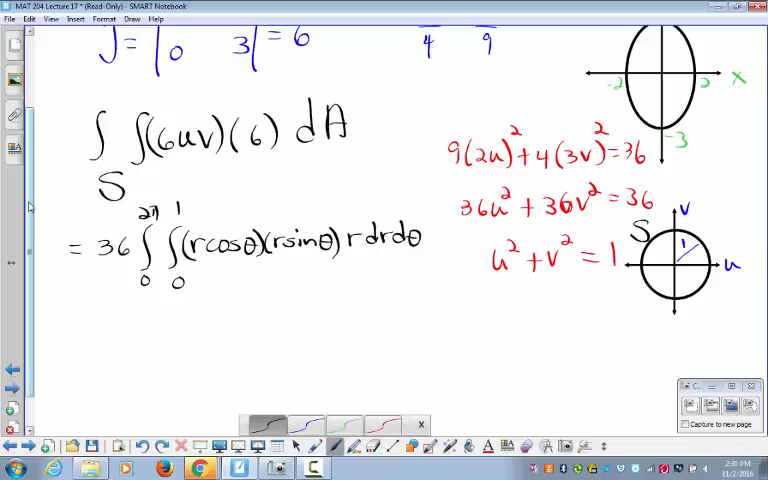 MAT 204 Lecture 17 * (Read-Only) - SMART Notebook
File Edit View Insert Format Draw Help
J = | 0 3 | = 6
4 9
-2 2 x
-3
∫ ∫ (6uv)(6) dA
S
9(2u)² + 4(3v)² = 36
36u² + 36v² = 36
u² + v² = 1
= 36 ∫₀^2π ∫₀^1 (rcosθ)(rsinθ) r dr dθ
S
v
1
u
C...
Capture to new page
2:30 PM
11/2/2016